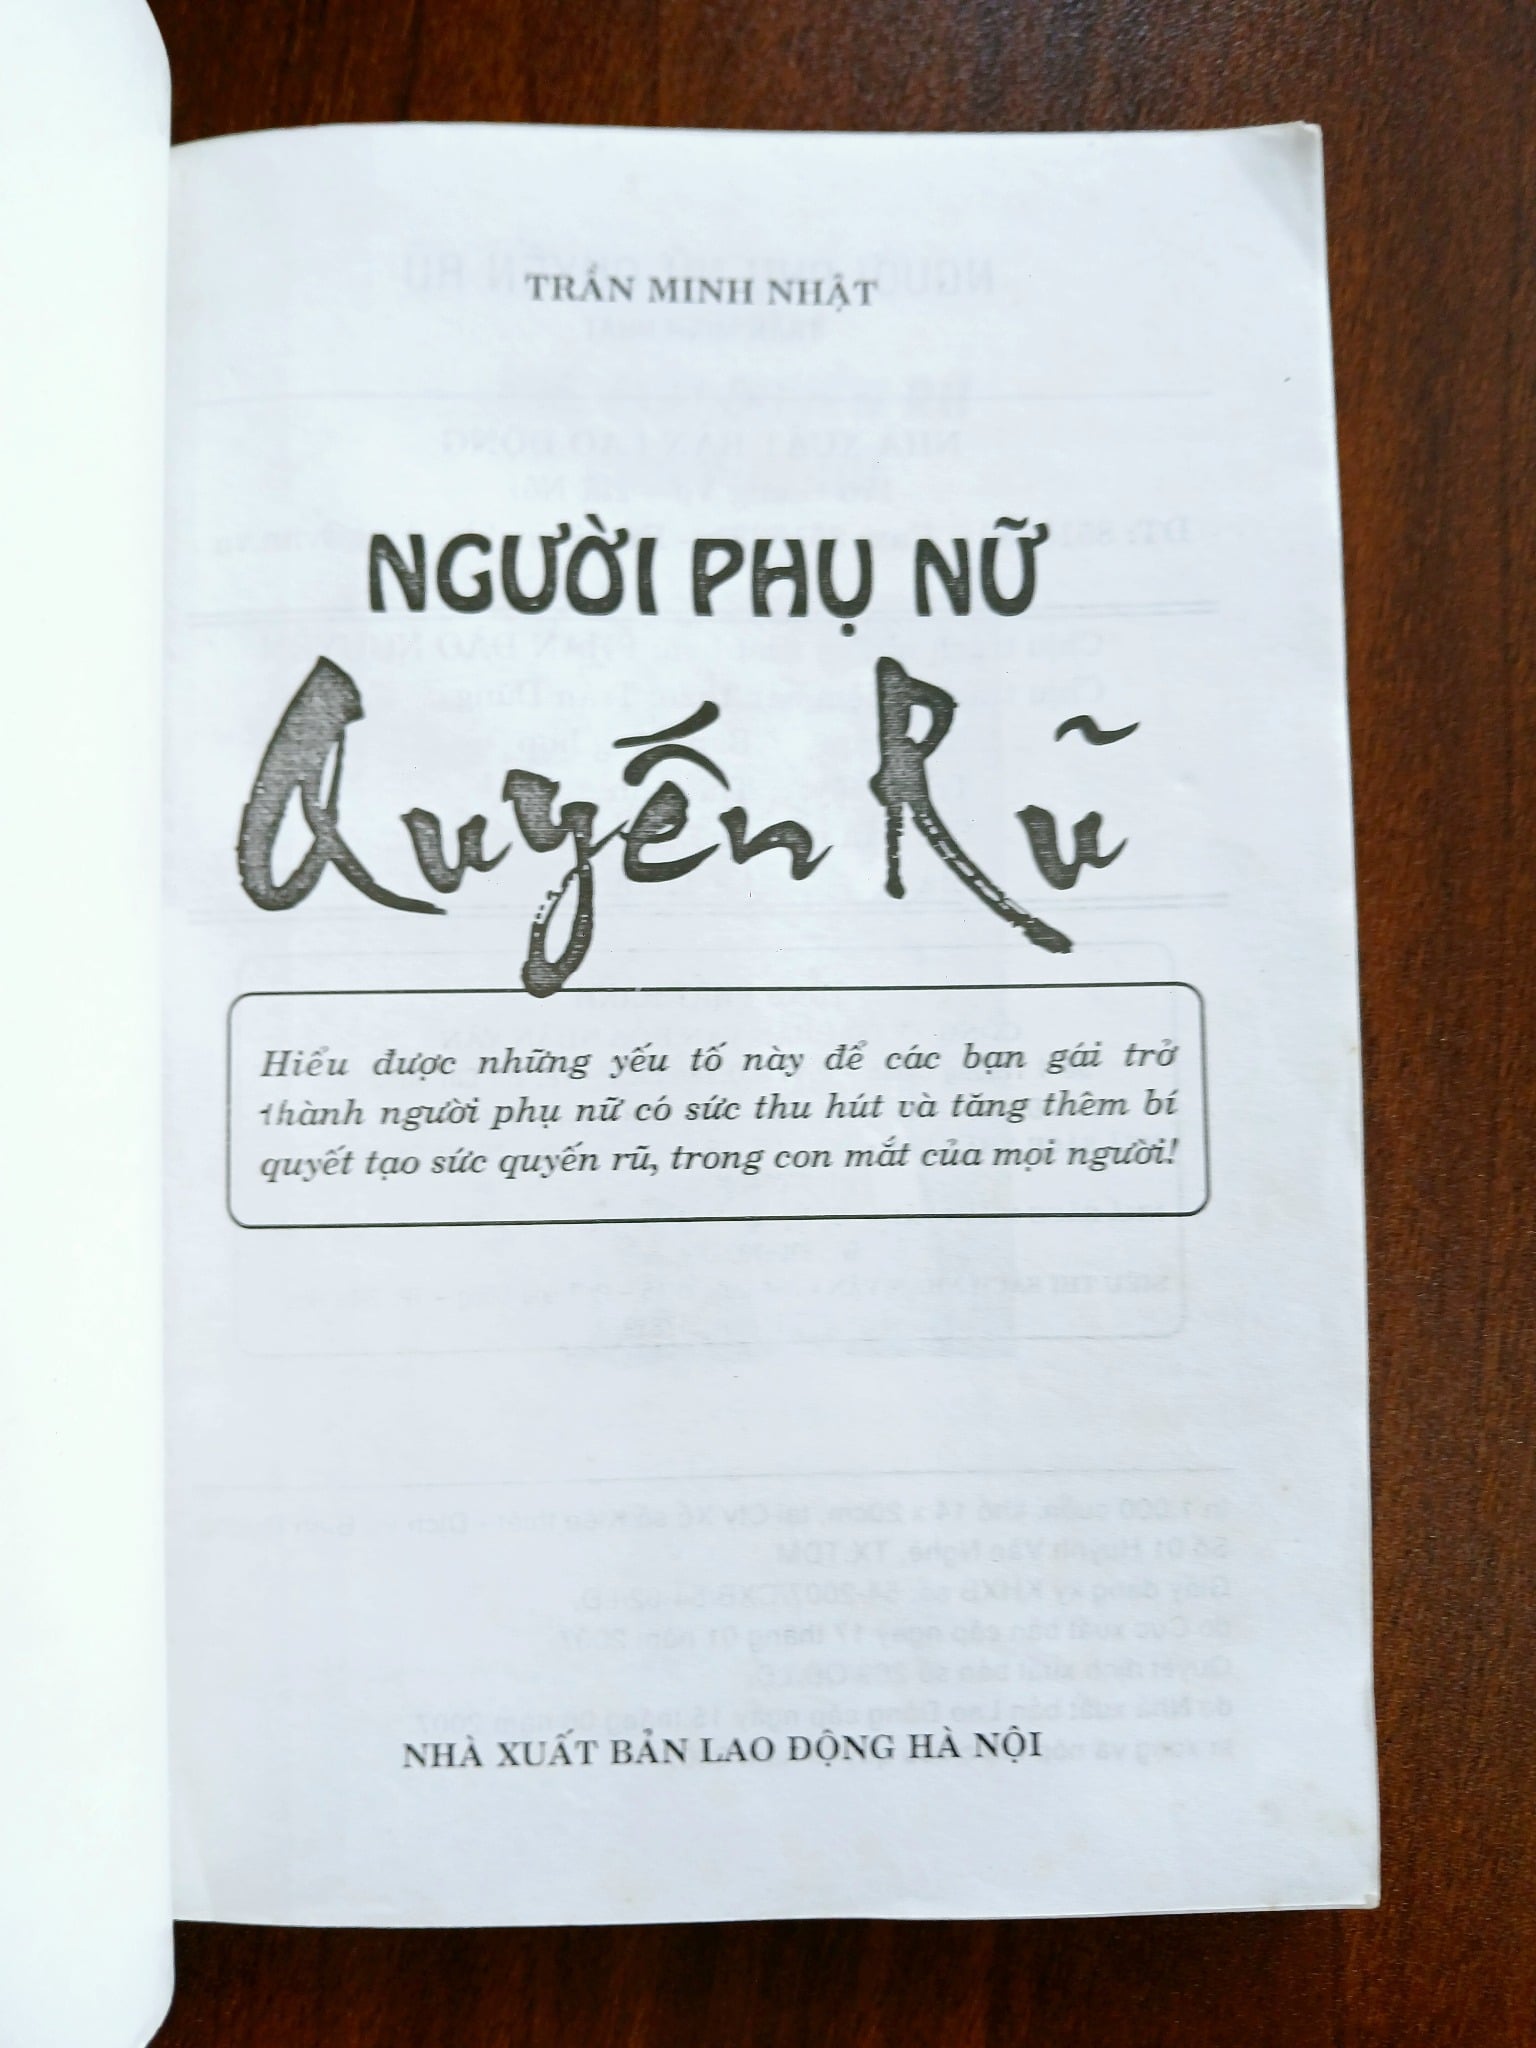 TRẦN MINH NHẬT
NGƯỜI PHỤ NỮ
Quyến Rũ
Hiểu được những yếu tố này để các bạn gái trở
thành người phụ nữ có sức thu hút và tăng thêm bí
quyết tạo sức quyến rũ, trong con mắt của mọi người!
NHÀ XUẤT BẢN LAO ĐỘNG HÀ NỘI